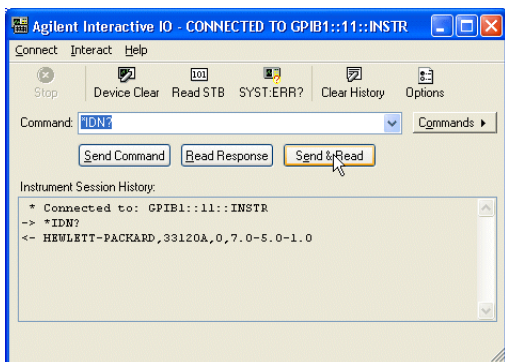 Agilent Interactive IO - CONNECTED TO GPIB1::11::INSTR
Connect Interact Help
Stop Device Clear Read STB SYST:ERR? Clear History Options
Command: *IDN? Commands
Send Command Read Response Send & Read
Instrument Session History:
* Connected to: GPIB1::11::INSTR
-> *IDN?
<- HEWLETT-PACKARD,33120A,0,7.0-5.0-1.0